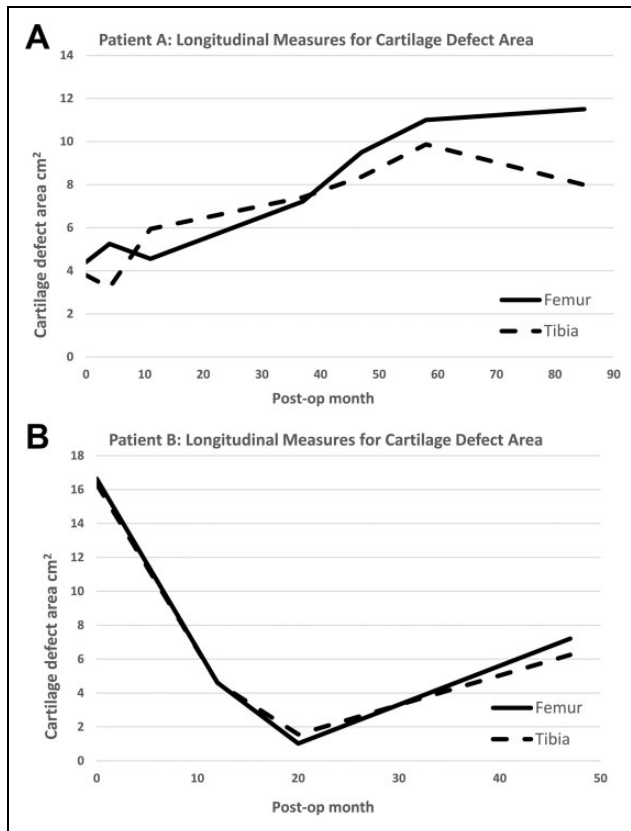 A
Patient A: Longitudinal Measures for Cartilage Defect Area
14
12
10
8
6
4
2
0
Cartilage defect area cm²
Femur
Tibia
0 10 20 30 40 50 60 70 80 90
Post-op month
B
Patient B: Longitudinal Measures for Cartilage Defect Area
18
16
14
12
10
8
6
4
2
0
Cartilage defect area cm²
Femur
Tibia
0 10 20 30 40 50
Post-op month